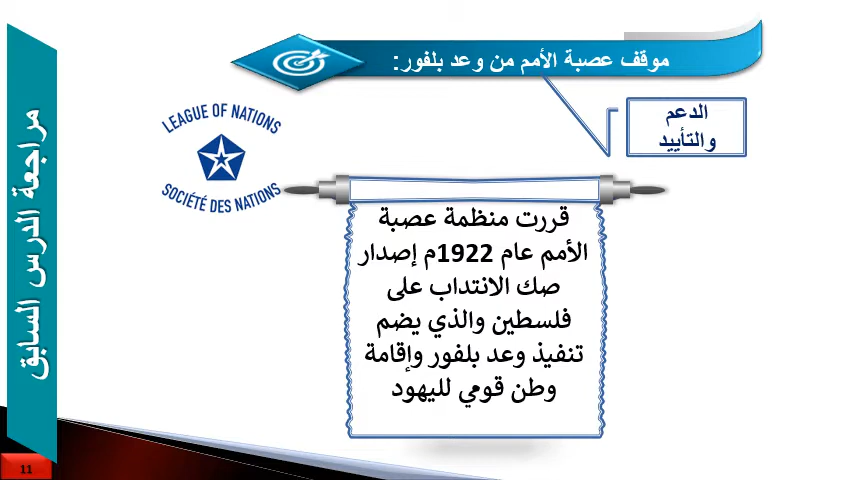 موقف عصبة الأمم من وعد بلفور:
الدعم
والتأييد
LEAGUE OF NATIONS
SOCIÉTÉ DES NATIONS
قررت منظمة عصبة
الأمم عام 1922م إصدار
صك الانتداب على
فلسطين والذي يضم
تنفيذ وعد بلفور وإقامة
وطن قومي لليهود
مراجعة الدرس السابق
11